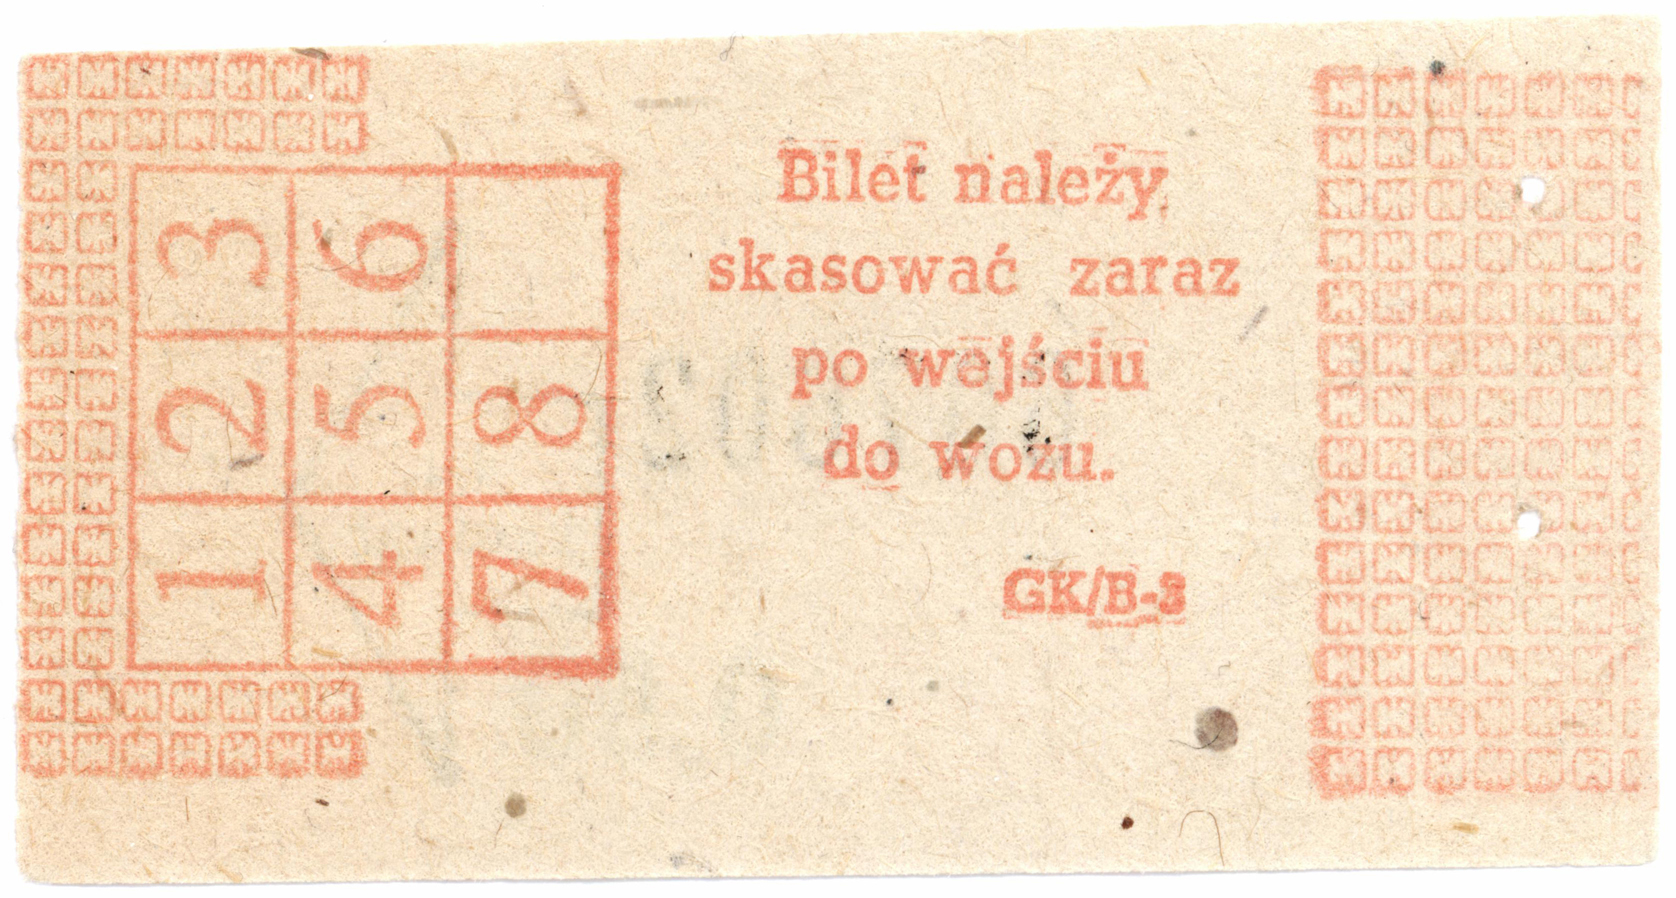 3 6
2 5 8
1 4 7
Bilet należy
skasować zaraz
po wejściu
do wozu.
GK/B-3